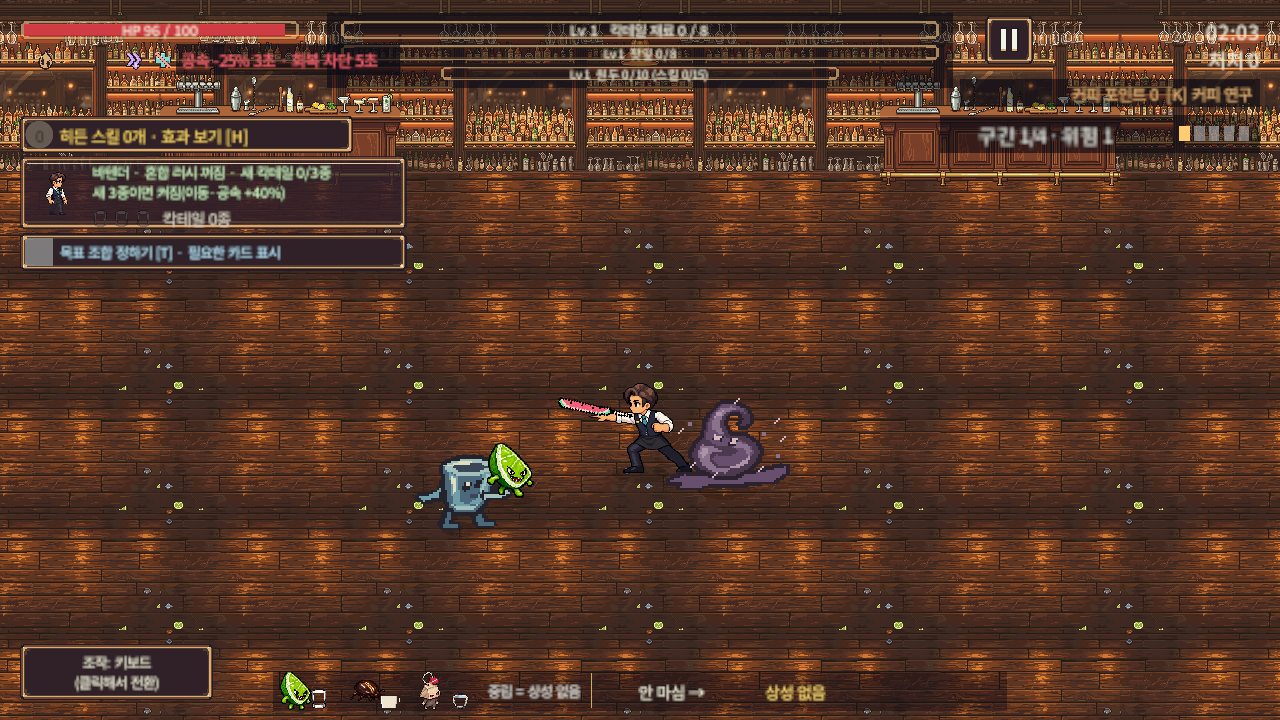 HP 96 / 100
Lv 1 칵테일 재료 0 / 8
02:03
Lv1 찻잎 0/8
공속 -25% 3초 · 회복 차단 5초
처치 0
Lv1 원두 0/10 (스킬 0/15)
커피 포인트 0 [K] 커피 연구
0 히든 스킬 0개 · 효과 보기 [H]
구간 1/4 · 위험 1
바텐더 - 혼합 러시 꺼짐 - 새 칵테일 0/3종
새 3종이면 켜짐(이동·공속 +40%)
칵테일 0종
목표 조합 정하기 [T] - 필요한 카드 표시
조작: 키보드
(클릭해서 전환)
중립 = 상성 없음
안 마심 →
상성 없음